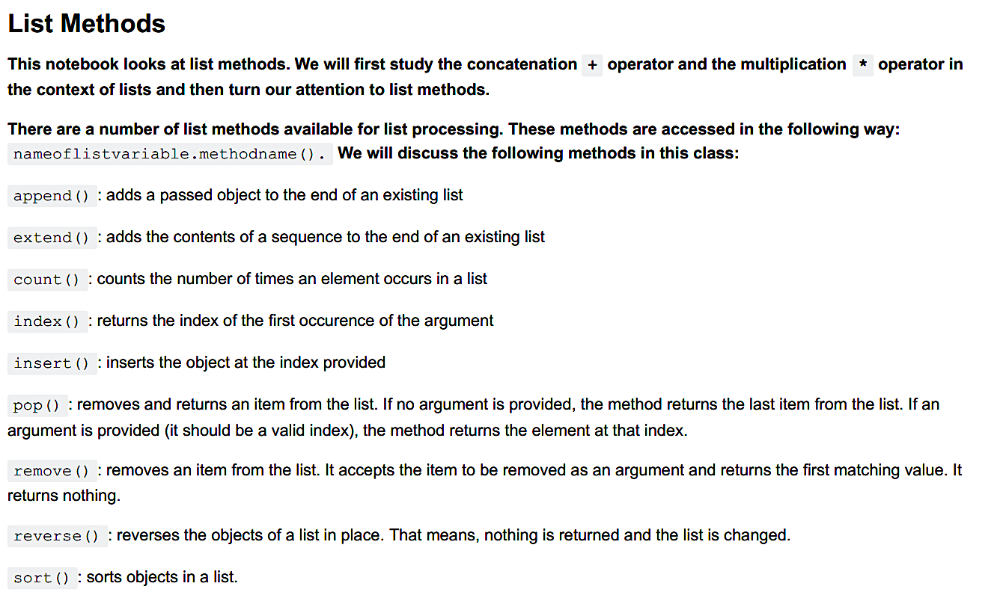 List Methods
This notebook looks at list methods. We will first study the concatenation + operator and the multiplication * operator in
the context of lists and then turn our attention to list methods.
There are a number of list methods available for list processing. These methods are accessed in the following way:
nameoflistvariable.methodname(). We will discuss the following methods in this class:
append() : adds a passed object to the end of an existing list
extend() : adds the contents of a sequence to the end of an existing list
count() : counts the number of times an element occurs in a list
index() : returns the index of the first occurence of the argument
insert() : inserts the object at the index provided
pop() : removes and returns an item from the list. If no argument is provided, the method returns the last item from the list. If an
argument is provided (it should be a valid index), the method returns the element at that index.
remove() : removes an item from the list. It accepts the item to be removed as an argument and returns the first matching value. It
returns nothing.
reverse() : reverses the objects of a list in place. That means, nothing is returned and the list is changed.
sort() : sorts objects in a list.